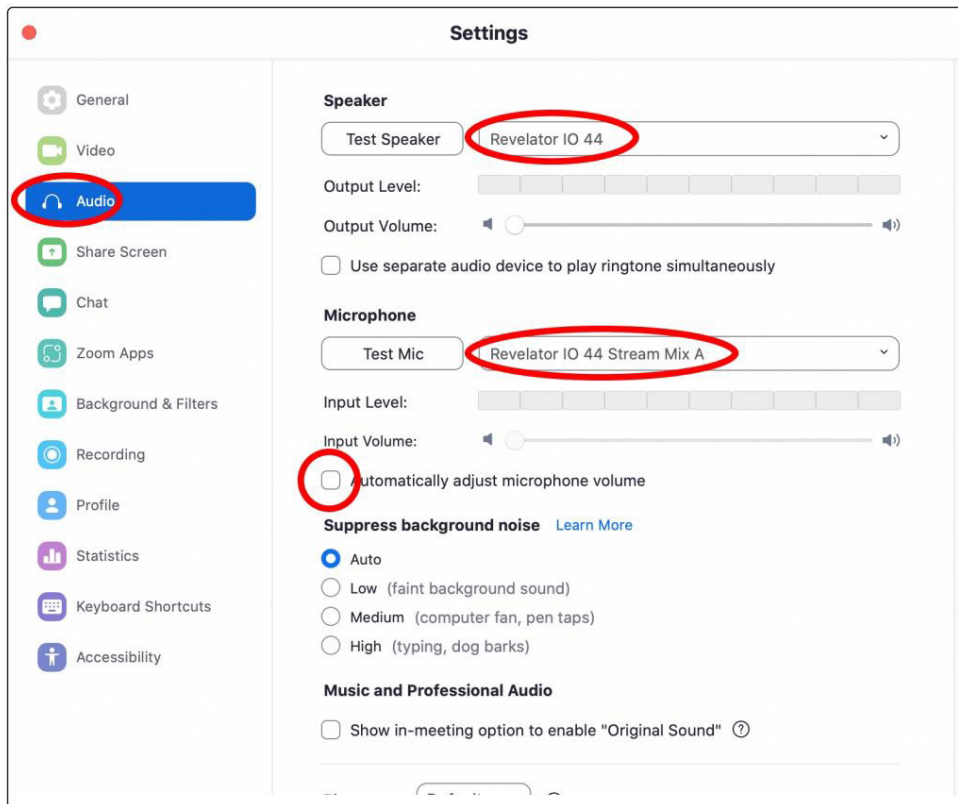 Settings
General
Video
Audio
Share Screen
Chat
Zoom Apps
Background & Filters
Recording
Profile
Statistics
Keyboard Shortcuts
Accessibility
Speaker
Test Speaker
Revelator IO 44
Output Level:
Output Volume:
Use separate audio device to play ringtone simultaneously
Microphone
Test Mic
Revelator IO 44 Stream Mix A
Input Level:
Input Volume:
Automatically adjust microphone volume
Suppress background noise Learn More
Auto
Low (faint background sound)
Medium (computer fan, pen taps)
High (typing, dog barks)
Music and Professional Audio
Show in-meeting option to enable "Original Sound" ?